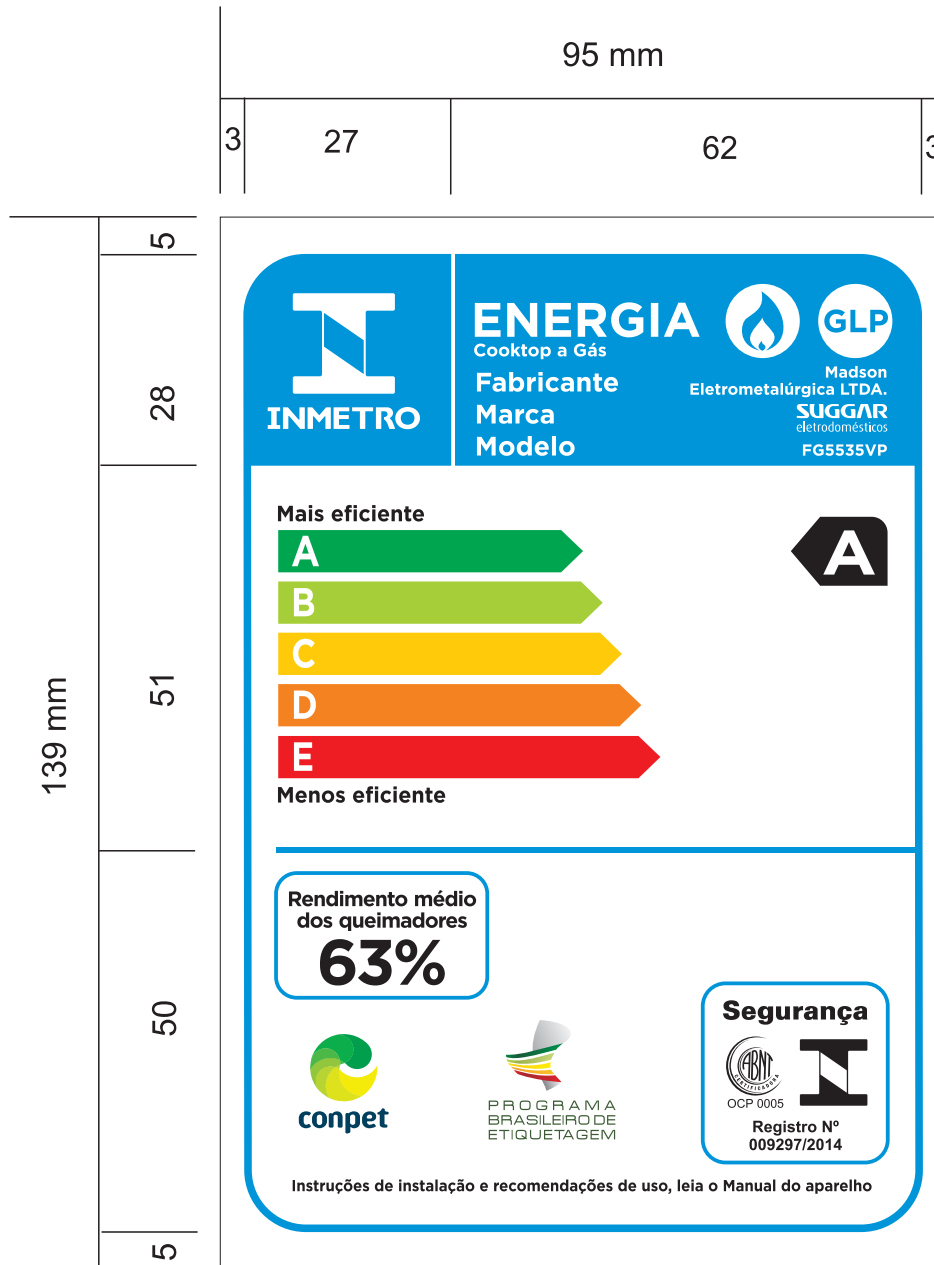 95 mm
3
27
62
3
139 mm
5
28
51
50
5
INMETRO
ENERGIA
Cooktop a Gás
GLP
Fabricante
Madson
Eletrometalúrgica LTDA.
Marca
SUGGAR
eletrodomésticos
Modelo
FG5535VP
Mais eficiente
A
A
B
C
D
E
Menos eficiente
Rendimento médio
dos queimadores
63%
conpet
PROGRAMA
BRASILEIRO DE
ETIQUETAGEM
Segurança
ABNT
CERTIFICADORA
OCP 0005
Registro Nº
009297/2014
Instruções de instalação e recomendações de uso, leia o Manual do aparelho